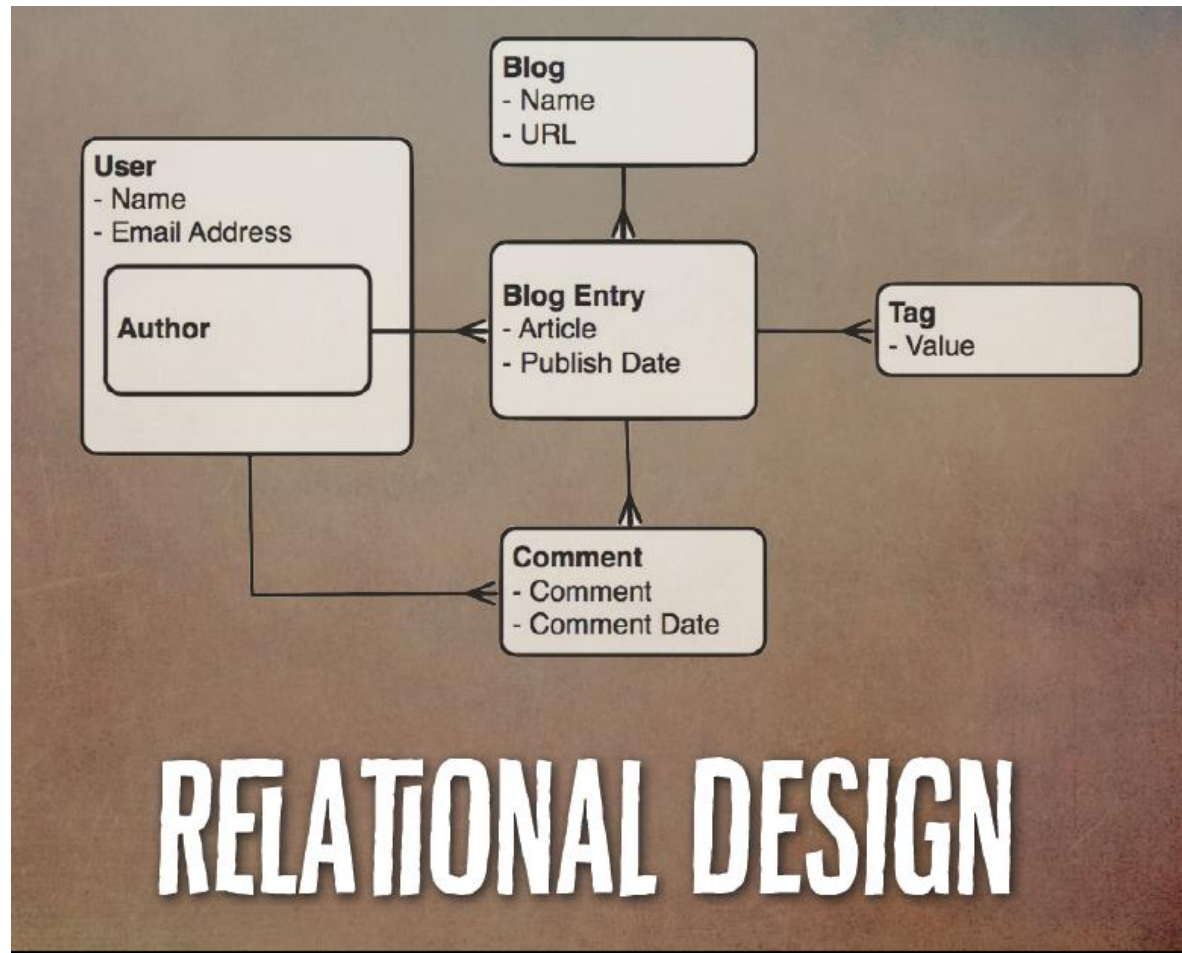 Blog
- Name
- URL
User
- Name
- Email Address
Author
Blog Entry
- Article
- Publish Date
Tag
- Value
Comment
- Comment
- Comment Date
RELATIONAL DESIGN